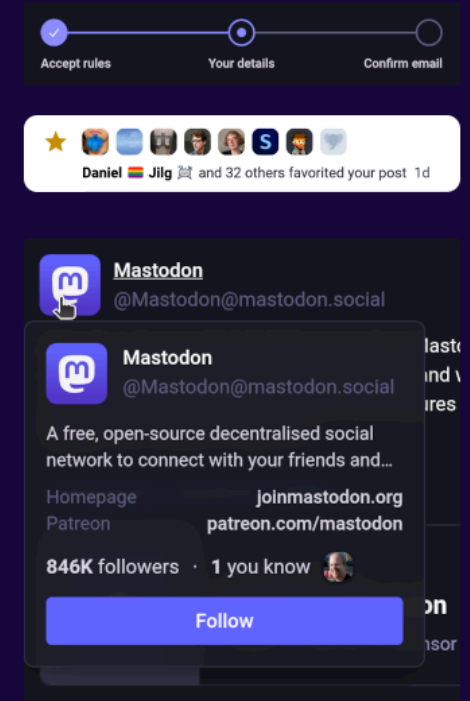 Accept rules
Your details
Confirm email
S
Daniel 🏳️‍🌈 Jilg and 32 others favorited your post 1d
Mastodon
@Mastodon@mastodon.social
Mastodon
@Mastodon@mastodon.social
A free, open-source decentralised social
network to connect with your friends and…
Homepage joinmastodon.org
Patreon patreon.com/mastodon
846K followers · 1 you know
Follow